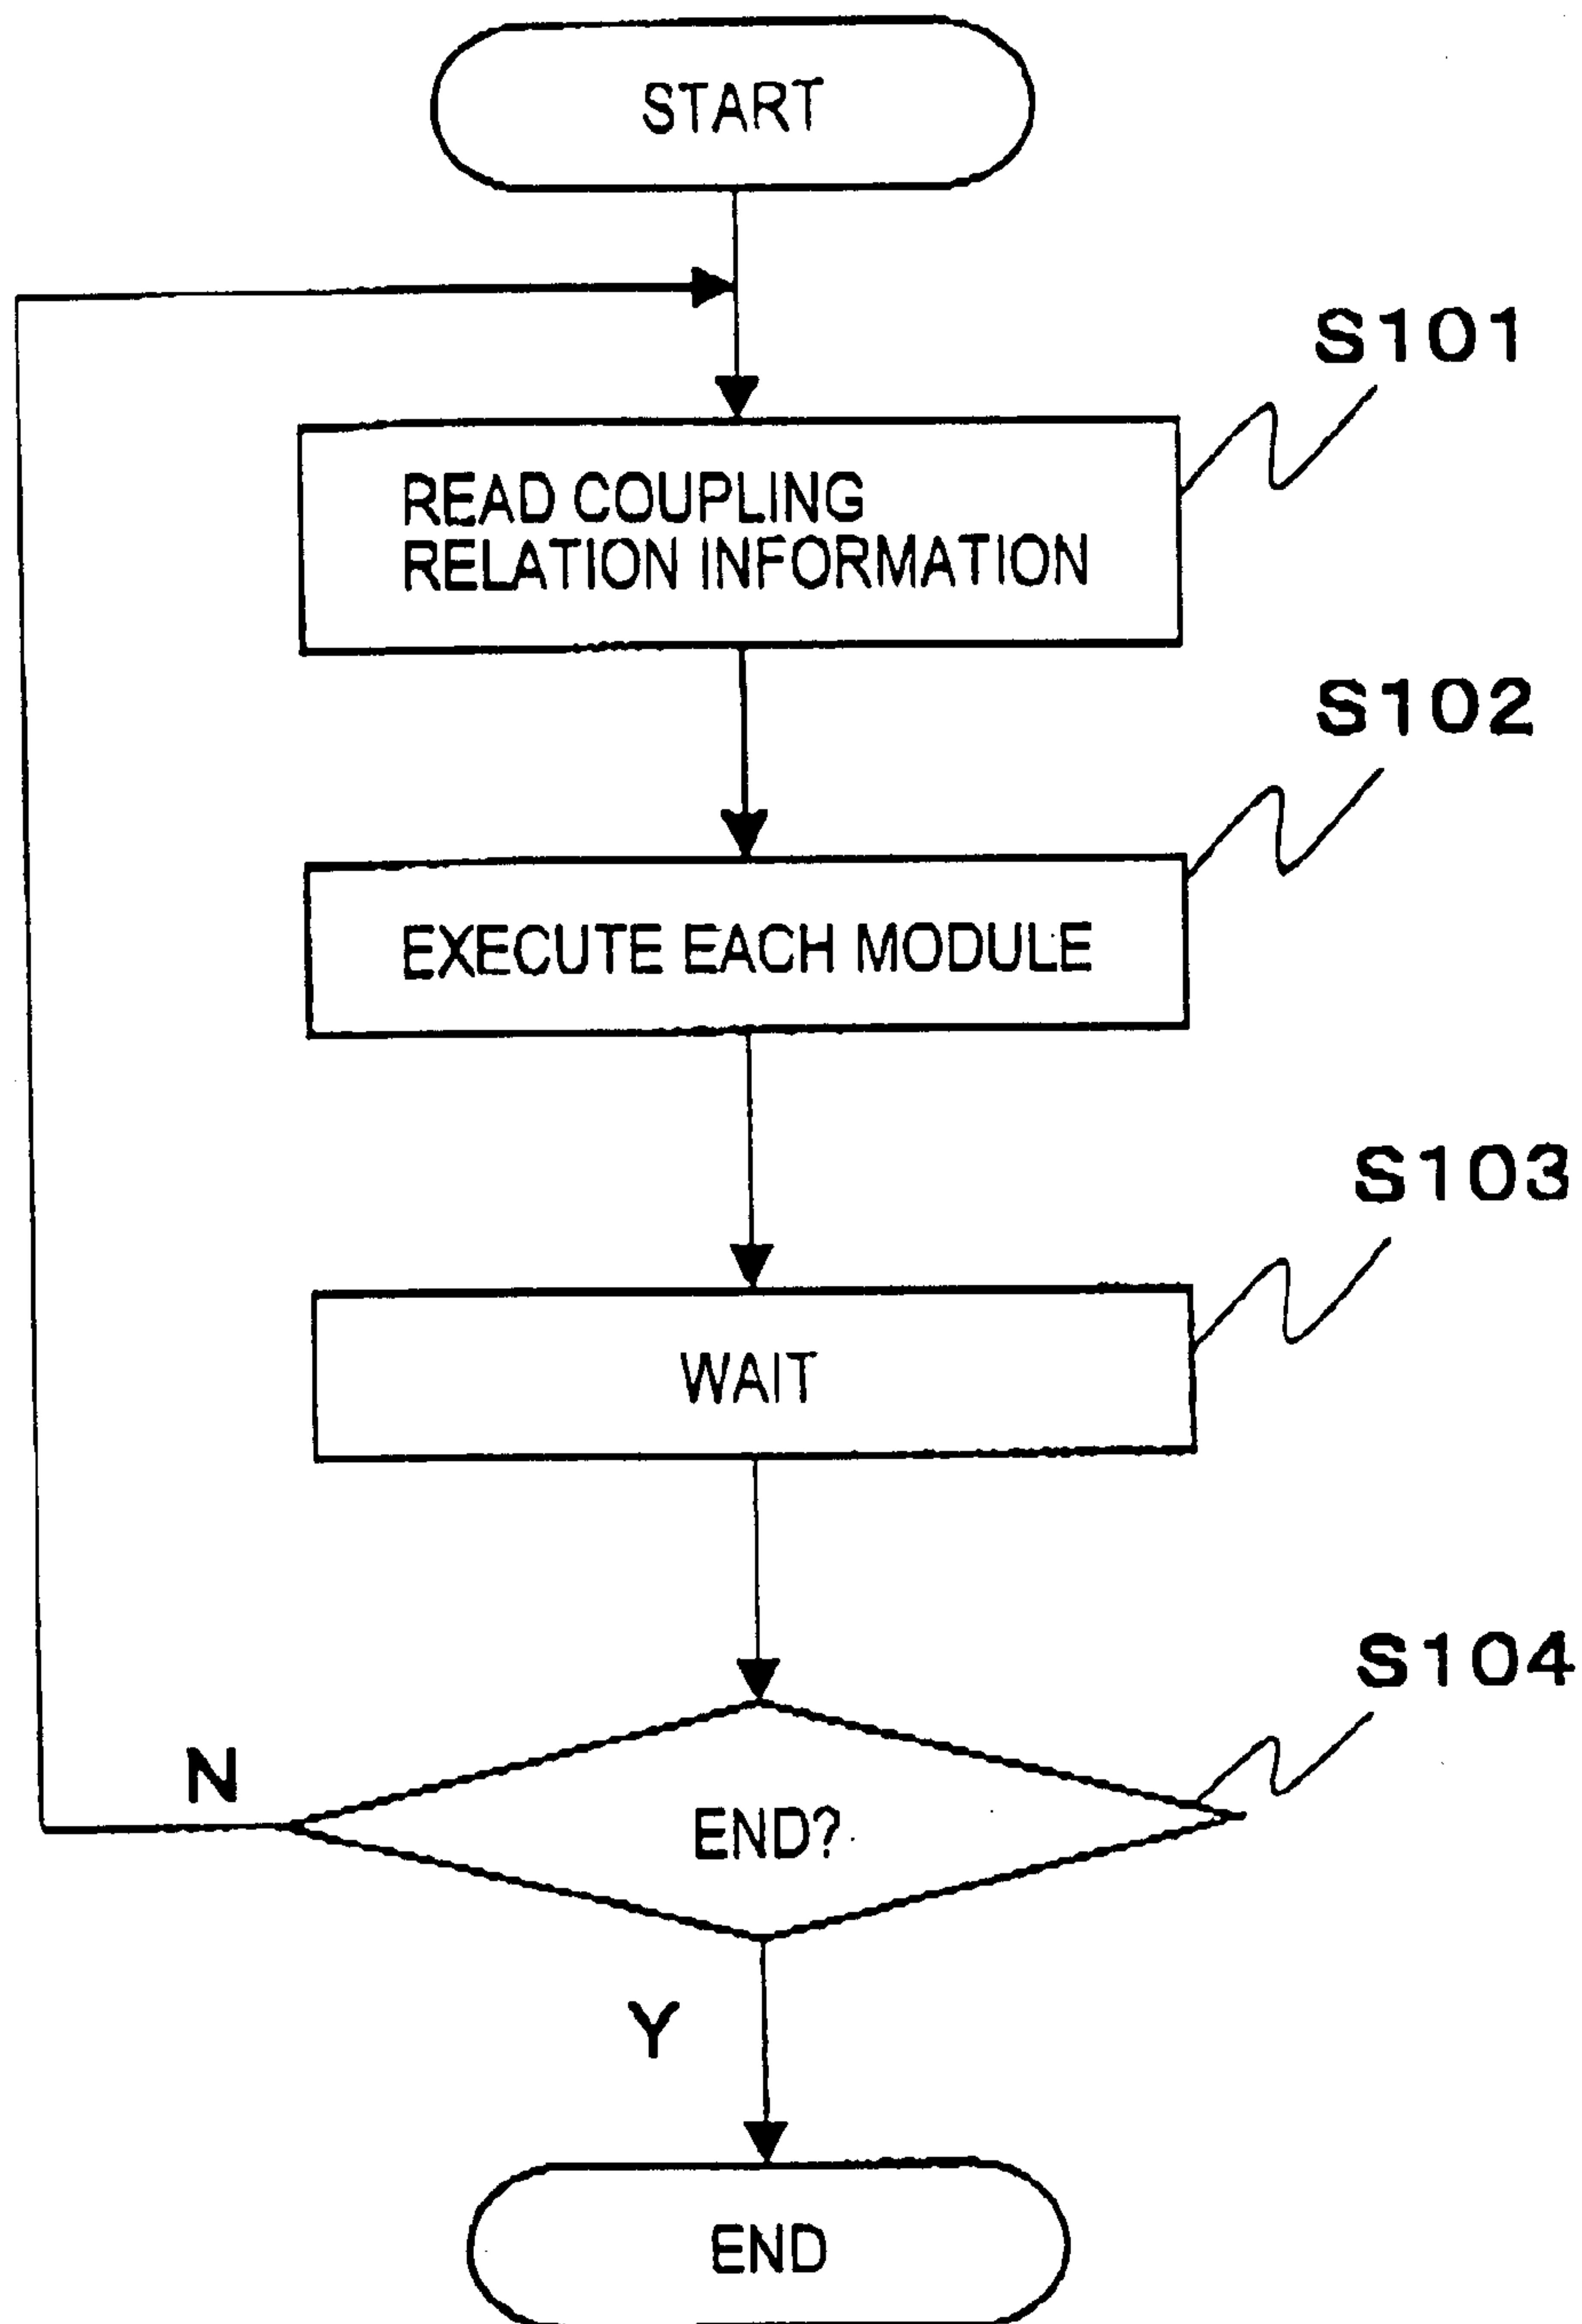 START
S101
READ COUPLING
RELATION INFORMATION
S102
EXECUTE EACH MODULE
S103
WAIT
S104
N
END?
Y
END